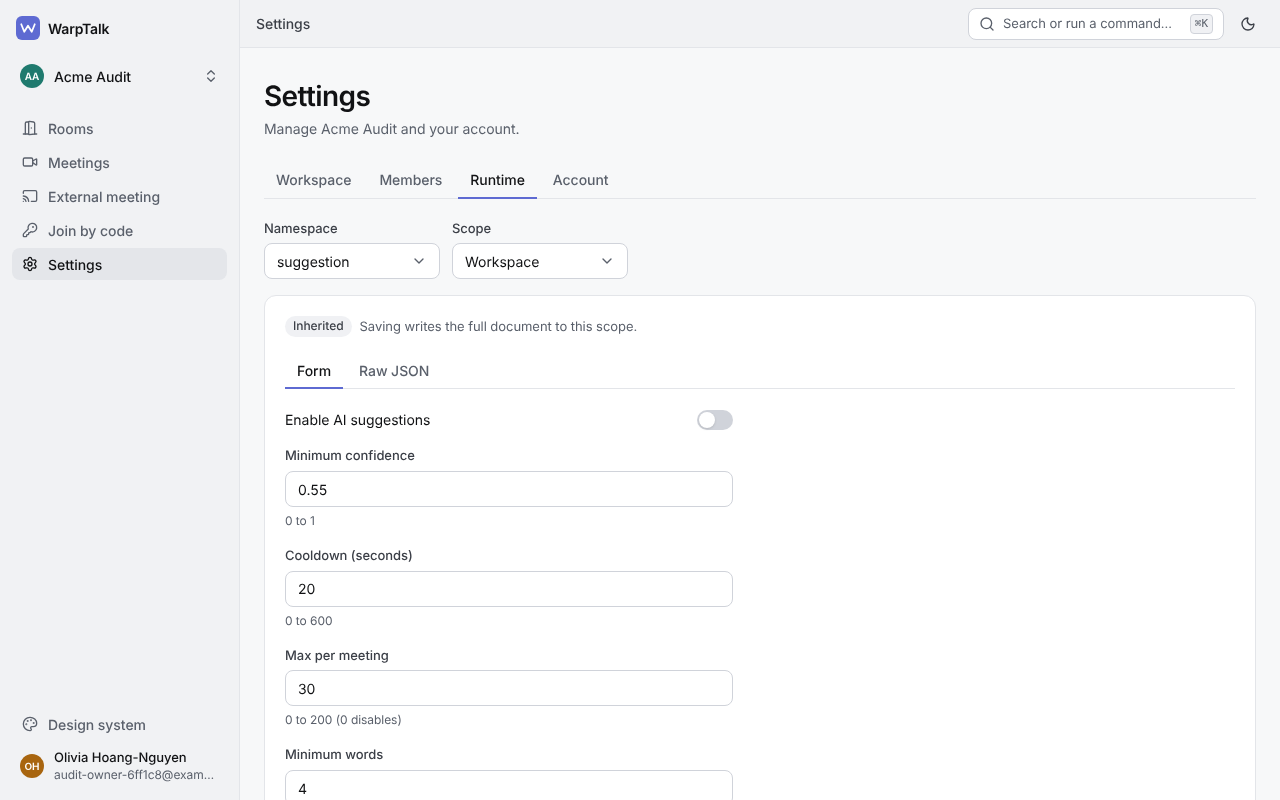 WarpTalk
Settings
Search or run a command...
⌘K
AA
Acme Audit
Rooms
Meetings
External meeting
Join by code
Settings
Settings
Manage Acme Audit and your account.
Workspace
Members
Runtime
Account
Namespace
Scope
suggestion
Workspace
Inherited
Saving writes the full document to this scope.
Form
Raw JSON
Enable AI suggestions
Minimum confidence
0.55
0 to 1
Cooldown (seconds)
20
0 to 600
Max per meeting
30
0 to 200 (0 disables)
Minimum words
4
Design system
OH
Olivia Hoang-Nguyen
audit-owner-6ff1c8@exam...